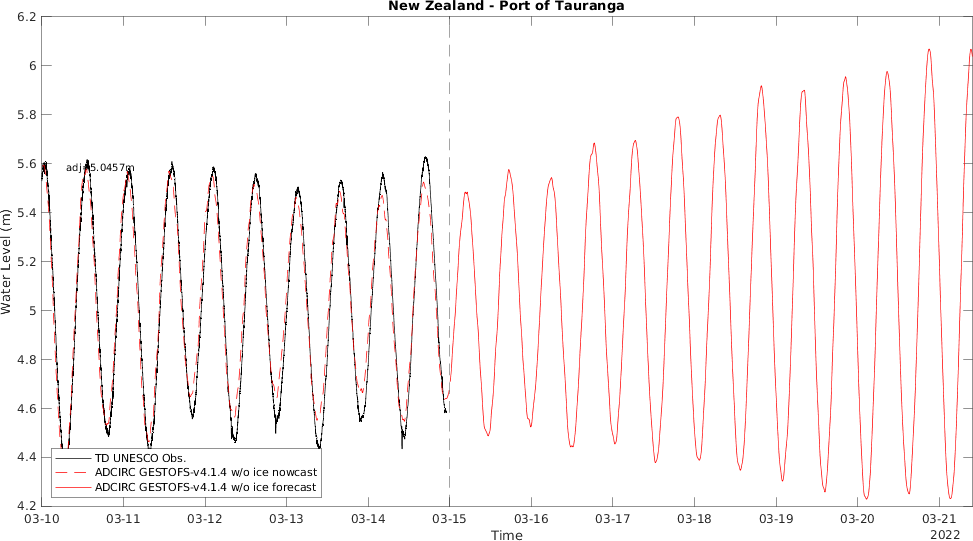 New Zealand - Port of Tauranga
6.2
6
5.8
5.6
5.4
5.2
5
4.8
4.6
4.4
4.2
Water Level (m)
TD UNESCO Obs.
ADCIRC GESTOFS-v4.1.4 w/o ice nowcast
ADCIRC GESTOFS-v4.1.4 w/o ice forecast
03-10 03-11 03-12 03-13 03-14 03-15 03-16 03-17 03-18 03-19 03-20 03-21
Time
2022